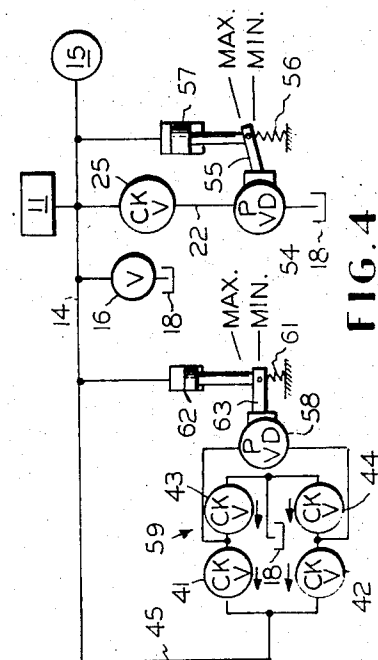 15
11
57
MAX.
MIN.
56
25
CK
V
55
22
P
VD
54
18
14
16
V
18
MAX.
MIN.
61
62
63
P
VD
58
59
43
CK
V
41
CK
V
18
CK
V
44
CK
V
42
45
FIG. 4